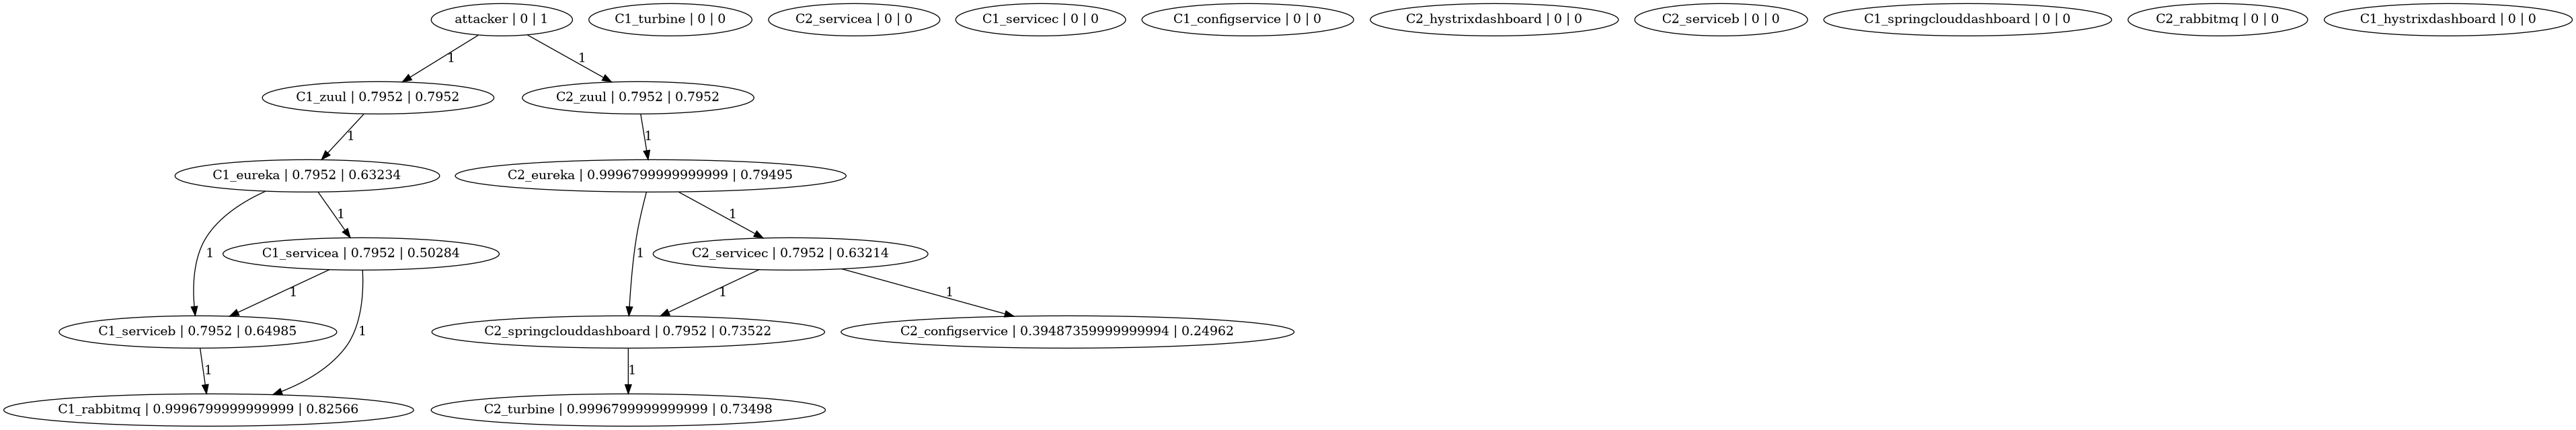 attacker | 0 | 1
C1_turbine | 0 | 0
C2_servicea | 0 | 0
C1_servicec | 0 | 0
C1_configservice | 0 | 0
C2_hystrixdashboard | 0 | 0
C2_serviceb | 0 | 0
C1_springclouddashboard | 0 | 0
C2_rabbitmq | 0 | 0
C1_hystrixdashboard | 0 | 0
1
1
C1_zuul | 0.7952 | 0.7952
C2_zuul | 0.7952 | 0.7952
1
1
C1_eureka | 0.7952 | 0.63234
C2_eureka | 0.9996799999999999 | 0.79495
1
1
C1_servicea | 0.7952 | 0.50284
C2_servicec | 0.7952 | 0.63214
1
1
1
1
1
1
C1_serviceb | 0.7952 | 0.64985
C2_springclouddashboard | 0.7952 | 0.73522
C2_configservice | 0.39487359999999994 | 0.24962
1
1
C1_rabbitmq | 0.9996799999999999 | 0.82566
C2_turbine | 0.9996799999999999 | 0.73498